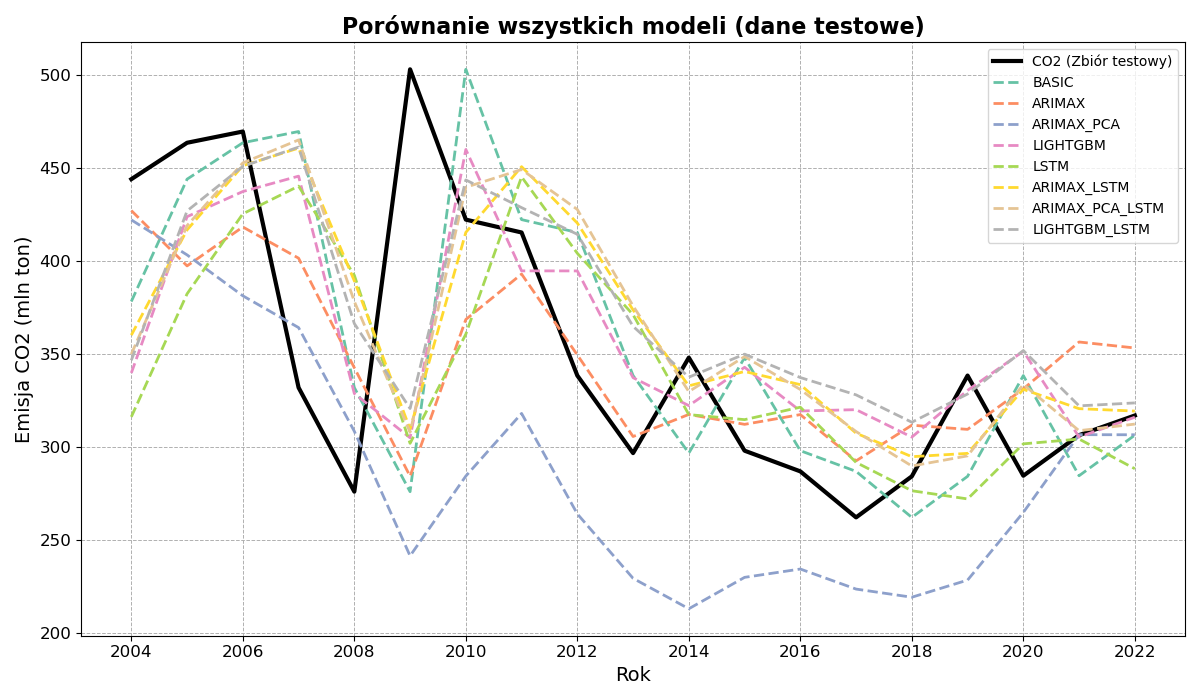 Porównanie wszystkich modeli (dane testowe)
CO2 (Zbiór testowy)
BASIC
ARIMAX
ARIMAX_PCA
LIGHTGBM
LSTM
ARIMAX_LSTM
ARIMAX_PCA_LSTM
LIGHTGBM_LSTM
Emisja CO2 (mln ton)
500
450
400
350
300
250
200
2004 2006 2008 2010 2012 2014 2016 2018 2020 2022
Rok